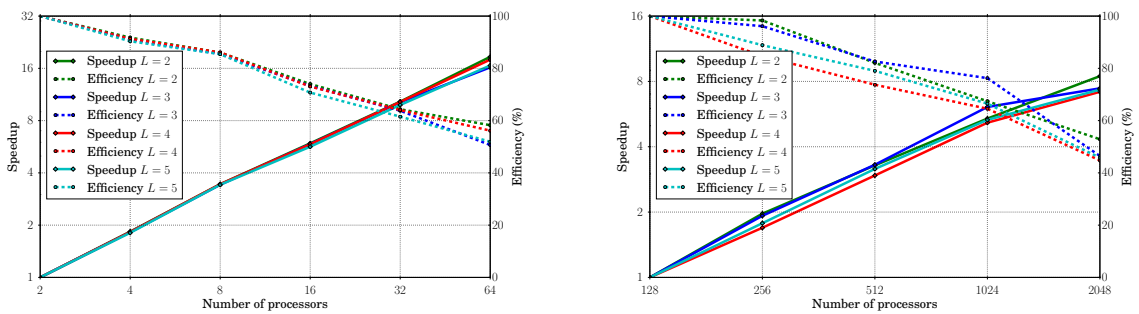 32
16
8
4
2
1
Speedup
Speedup L = 2
Efficiency L = 2
Speedup L = 3
Efficiency L = 3
Speedup L = 4
Efficiency L = 4
Speedup L = 5
Efficiency L = 5
100
80
60
40
20
0
Efficiency (%)
2 4 8 16 32 64
Number of processors
16
8
4
2
1
Speedup
Speedup L = 2
Efficiency L = 2
Speedup L = 3
Efficiency L = 3
Speedup L = 4
Efficiency L = 4
Speedup L = 5
Efficiency L = 5
100
80
60
40
20
0
Efficiency (%)
128 256 512 1024 2048
Number of processors